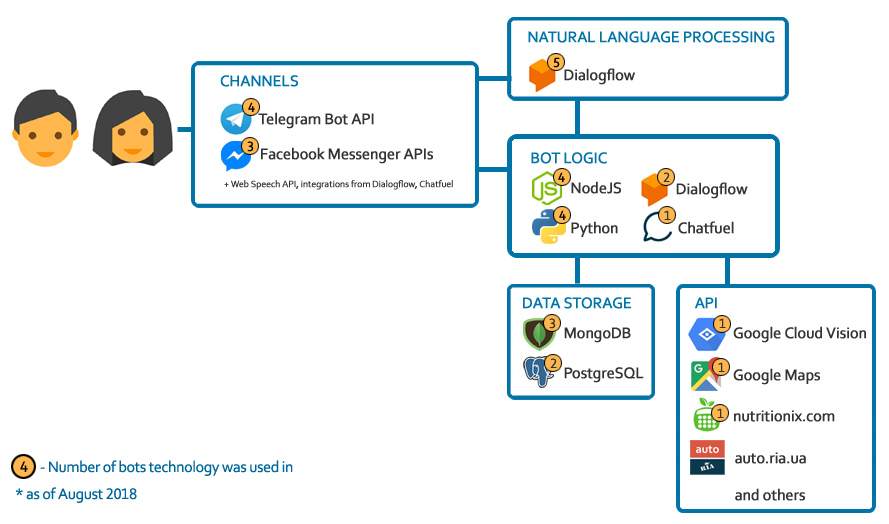 NATURAL LANGUAGE PROCESSING
5
Dialogflow
CHANNELS
4
Telegram Bot API
3
Facebook Messenger APIs
+ Web Speech API, integrations from Dialogflow, Chatfuel
BOT LOGIC
JS
4
NodeJS
2
Dialogflow
4
Python
1
Chatfuel
DATA STORAGE
3
MongoDB
2
PostgreSQL
API
1
Google Cloud Vision
G
1
Google Maps
1
nutritionix.com
auto
RIA
auto.ria.ua
and others
4 - Number of bots technology was used in
* as of August 2018